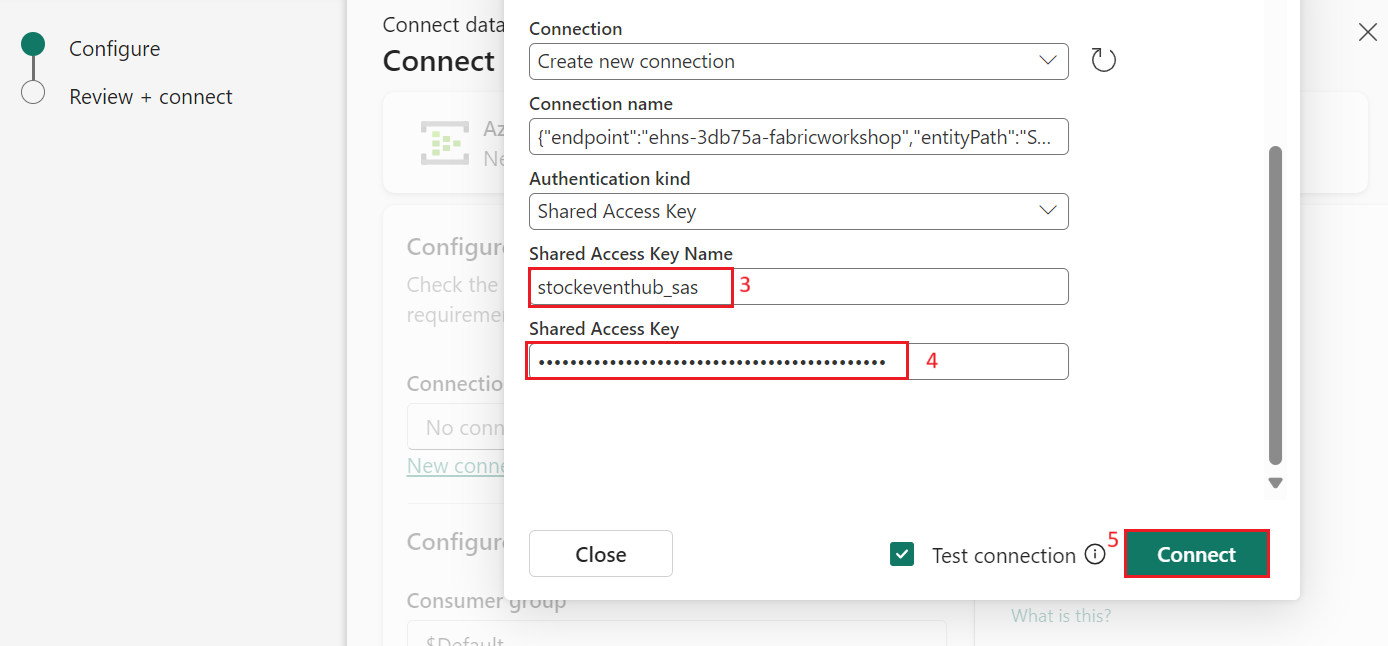 Configure
Review + connect
Connect data
Connect
Az
Ne
Configure
Check the
requireme
Connectio
No conn
New conne
Configure
Consumer group
$Default
Connection
Create new connection
Connection name
{"endpoint":"ehns-3db75a-fabricworkshop","entityPath":"S...
Authentication kind
Shared Access Key
Shared Access Key Name
stockeventhub_sas
3
Shared Access Key
••••••••••••••••••••••••••••••••••••••••••••
4
Close
Test connection
5
Connect
What is this?